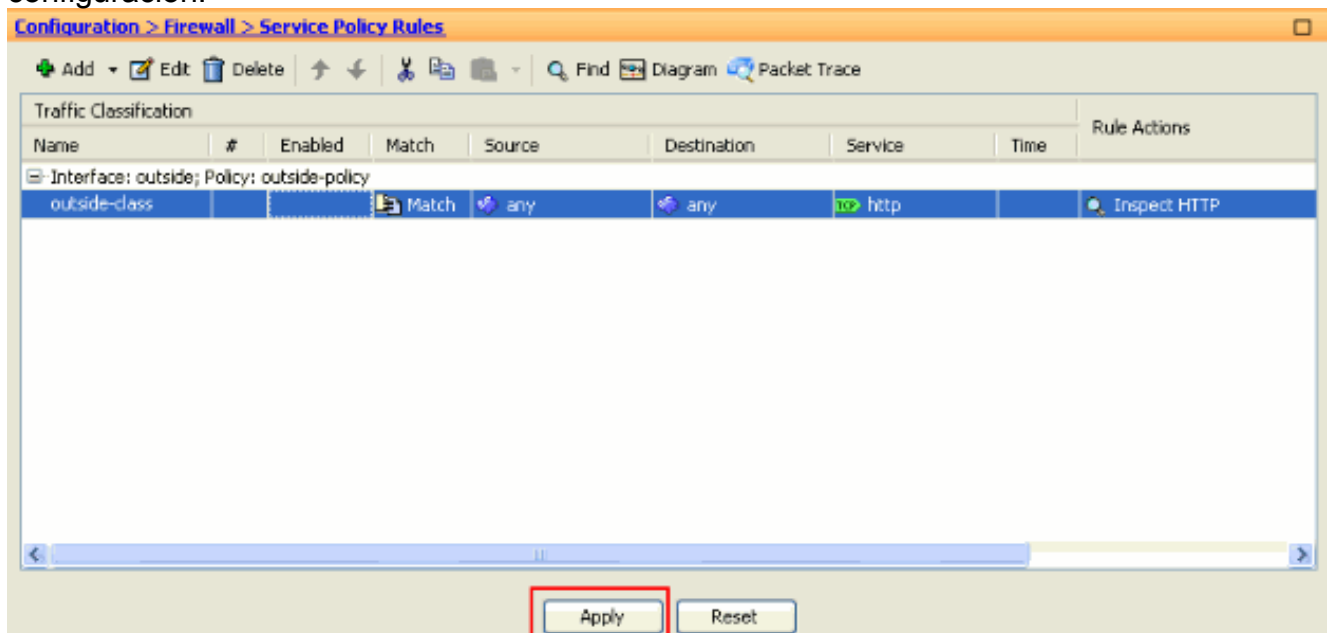 configuración.
Configuration > Firewall > Service Policy Rules
Add Edit Delete Find Diagram Packet Trace
Traffic Classification
Rule Actions
Name # Enabled Match Source Destination Service Time
Interface: outside; Policy: outside-policy
outside-class Match any any TCP http Inspect HTTP
Apply Reset